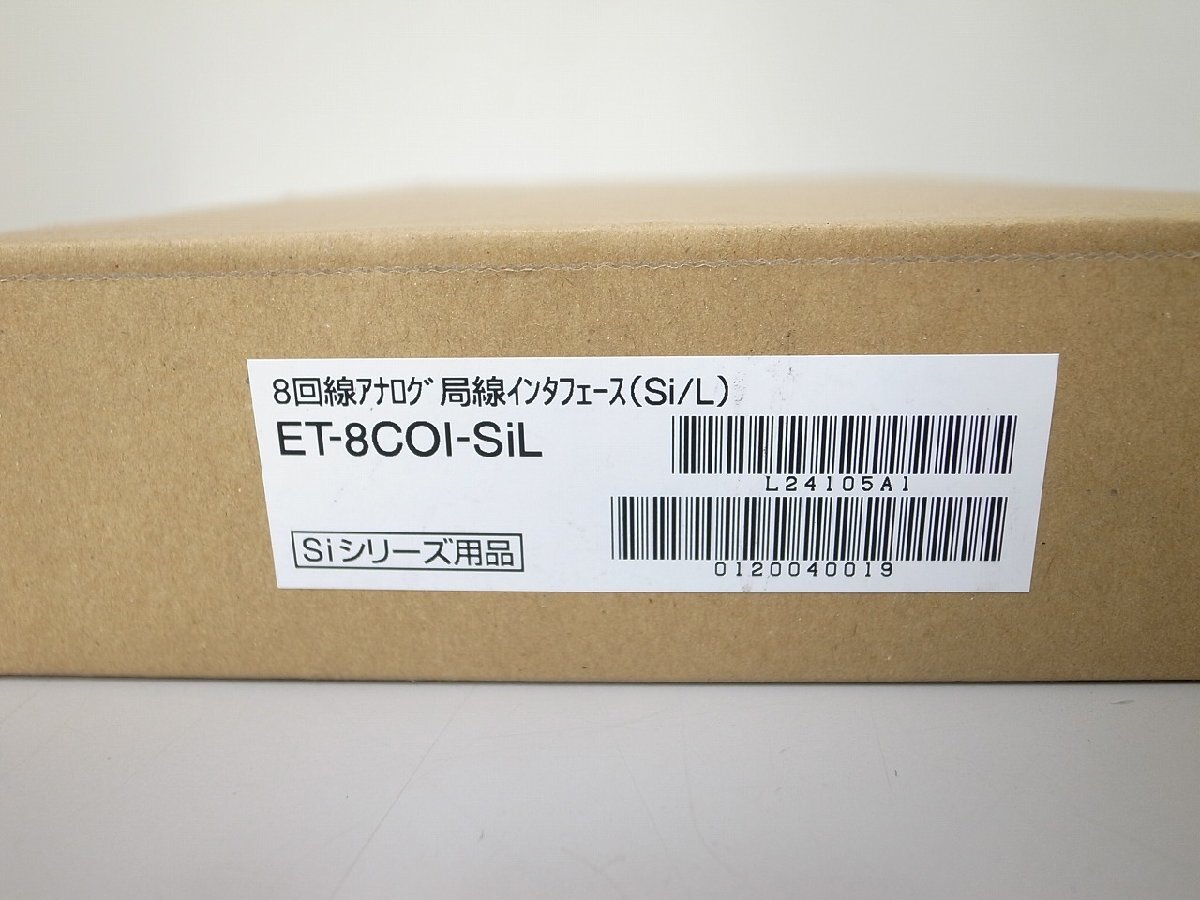 8回線ｱﾅﾛｸﾞ局線ｲﾝﾀﾌｪｰｽ(Si/L)
ET-8COI-SiL
L24105A1
Siシリーズ用品
0120040019